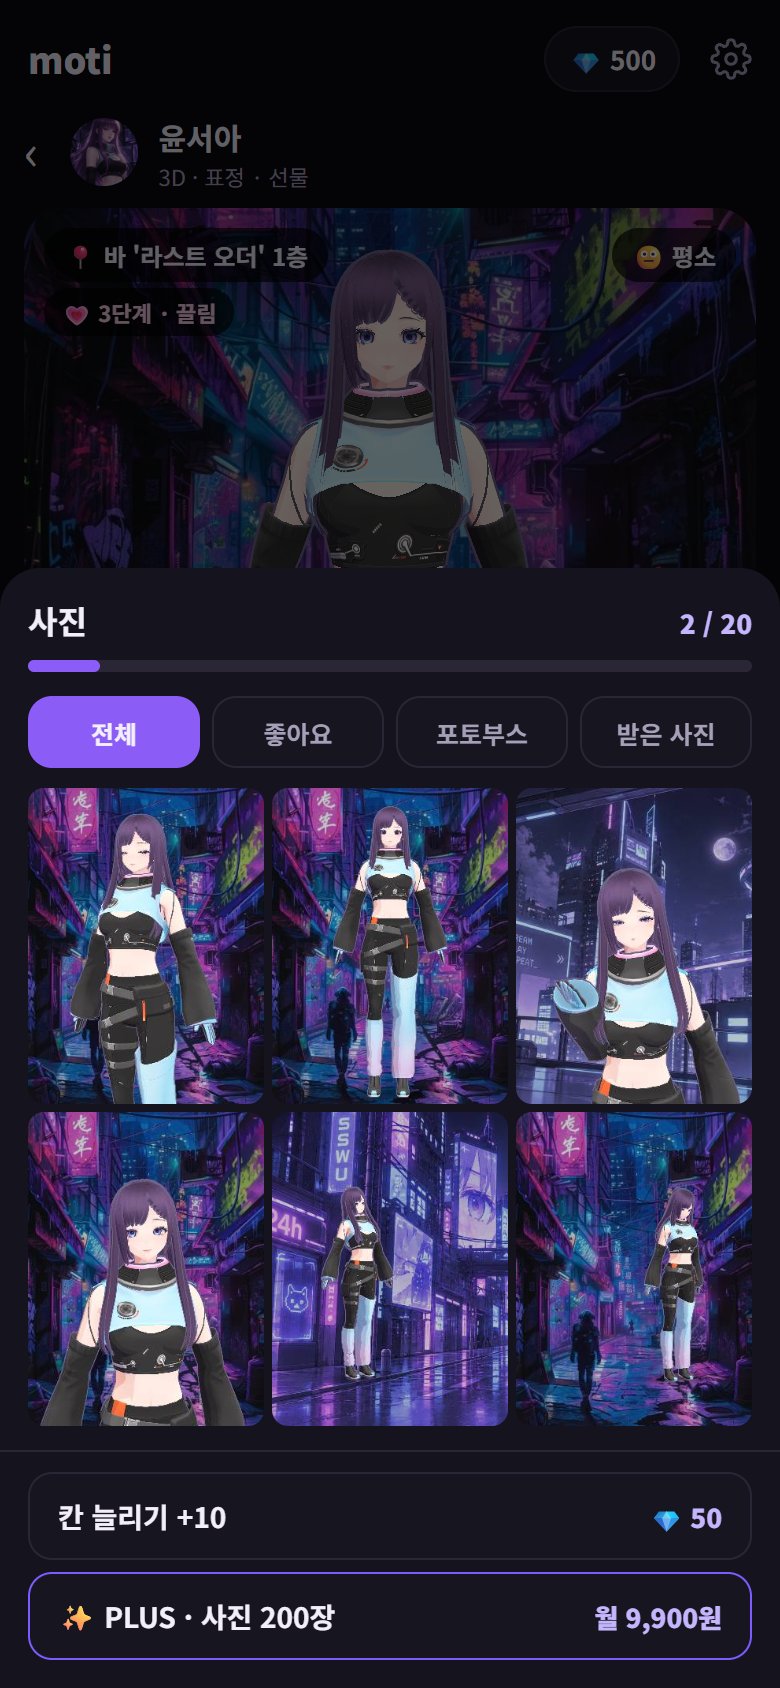 moti
500
윤서아
3D · 표정 · 선물
바 '라스트 오더' 1층
평소
3단계 · 끌림
사진
2 / 20
전체
좋아요
포토부스
받은 사진
SSWU
24h
칸 늘리기 +10
50
PLUS · 사진 200장
월 9,900원